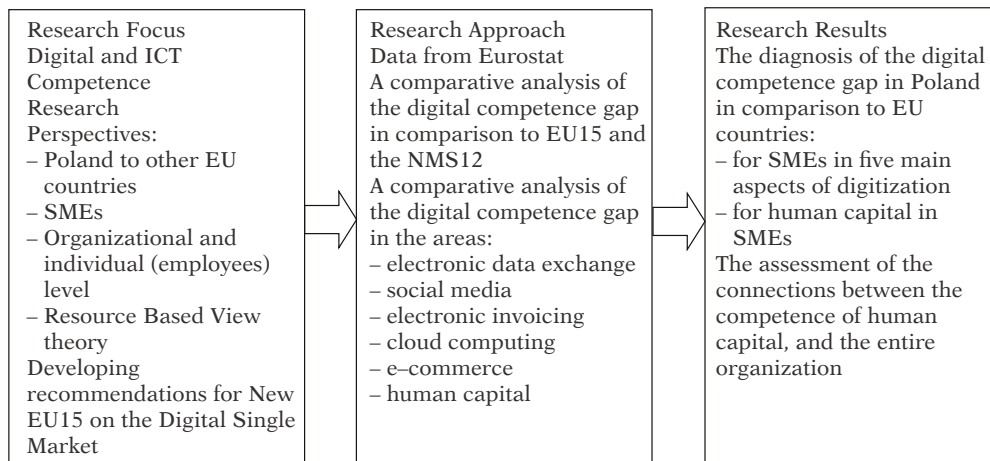 Research Focus
Digital and ICT
Competence
Research
Perspectives:
– Poland to other EU
countries
– SMEs
– Organizational and
individual (employees)
level
– Resource Based View
theory
Developing
recommendations for New
EU15 on the Digital Single
Market
Research Approach
Data from Eurostat
A comparative analysis of
the digital competence gap
in comparison to EU15 and
the NMS12
A comparative analysis of
the digital competence gap
in the areas:
– electronic data exchange
– social media
– electronic invoicing
– cloud computing
– e–commerce
– human capital
Research Results
The diagnosis of the digital
competence gap in Poland
in comparison to EU
countries:
– for SMEs in five main
aspects of digitization
– for human capital in
SMEs
The assessment of the
connections between the
competence of human
capital, and the entire
organization